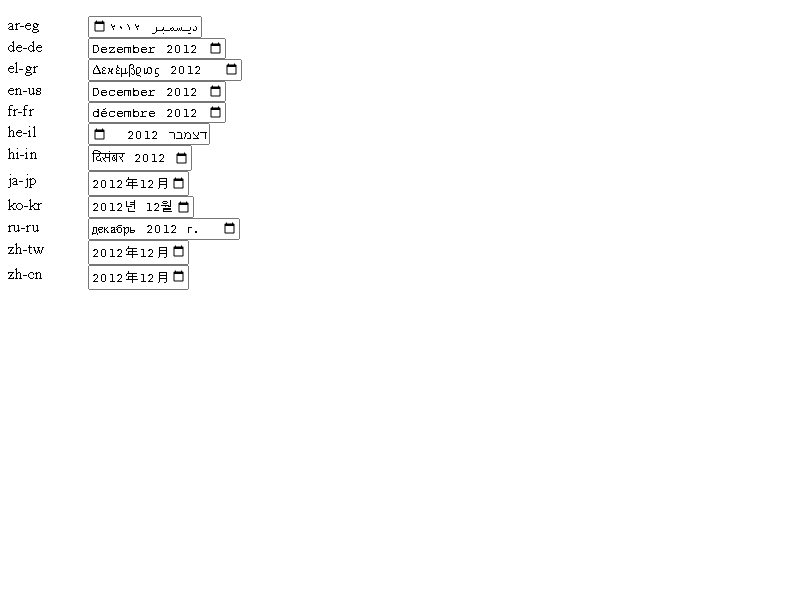 ar-eg ديسمبر ٢٠١٢
de-de Dezember 2012
el-gr Δεκέμβριος 2012
en-us December 2012
fr-fr décembre 2012
he-il דצמבר 2012
hi-in दिसंबर 2012
ja-jp 2012年12月
ko-kr 2012년 12월
ru-ru декабрь 2012 г.
zh-tw 2012年12月
zh-cn 2012年12月